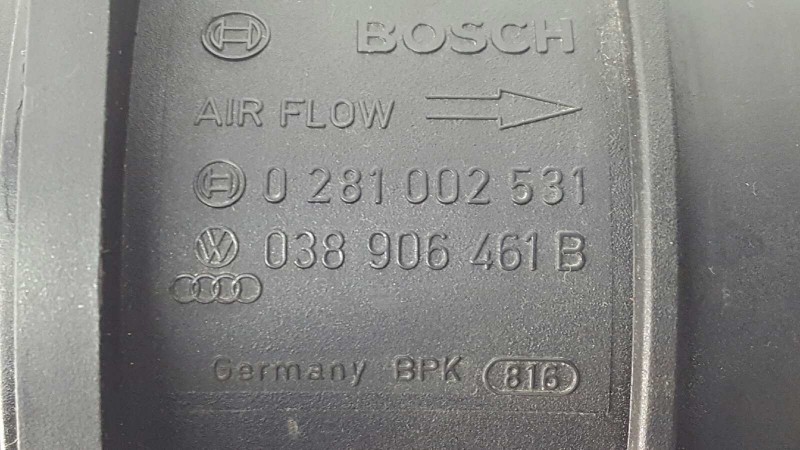 BOSCH
AIR FLOW
0 281 002 531
038 906 461 B
Germany BPK 816